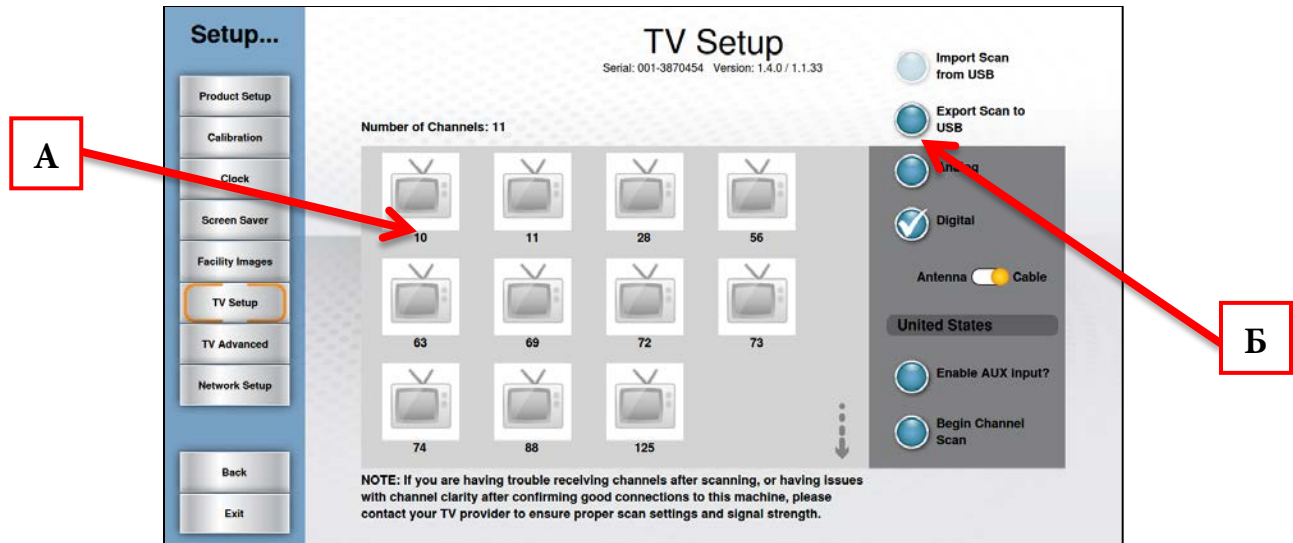 Setup...
Product Setup
Calibration
Clock
Screen Saver
Facility Images
TV Setup
TV Advanced
Network Setup
Back
Exit
TV Setup
Serial: 001-3870454 Version: 1.4.0 / 1.1.33
Number of Channels: 11
10 11 28 56
63 69 72 73
74 88 125
NOTE: If you are having trouble receiving channels after scanning, or having issues
with channel clarity after confirming good connections to this machine, please
contact your TV provider to ensure proper scan settings and signal strength.
Import Scan
from USB
Export Scan to
USB
Analog
Digital
Antenna Cable
United States
Enable AUX input?
Begin Channel
Scan
А
Б